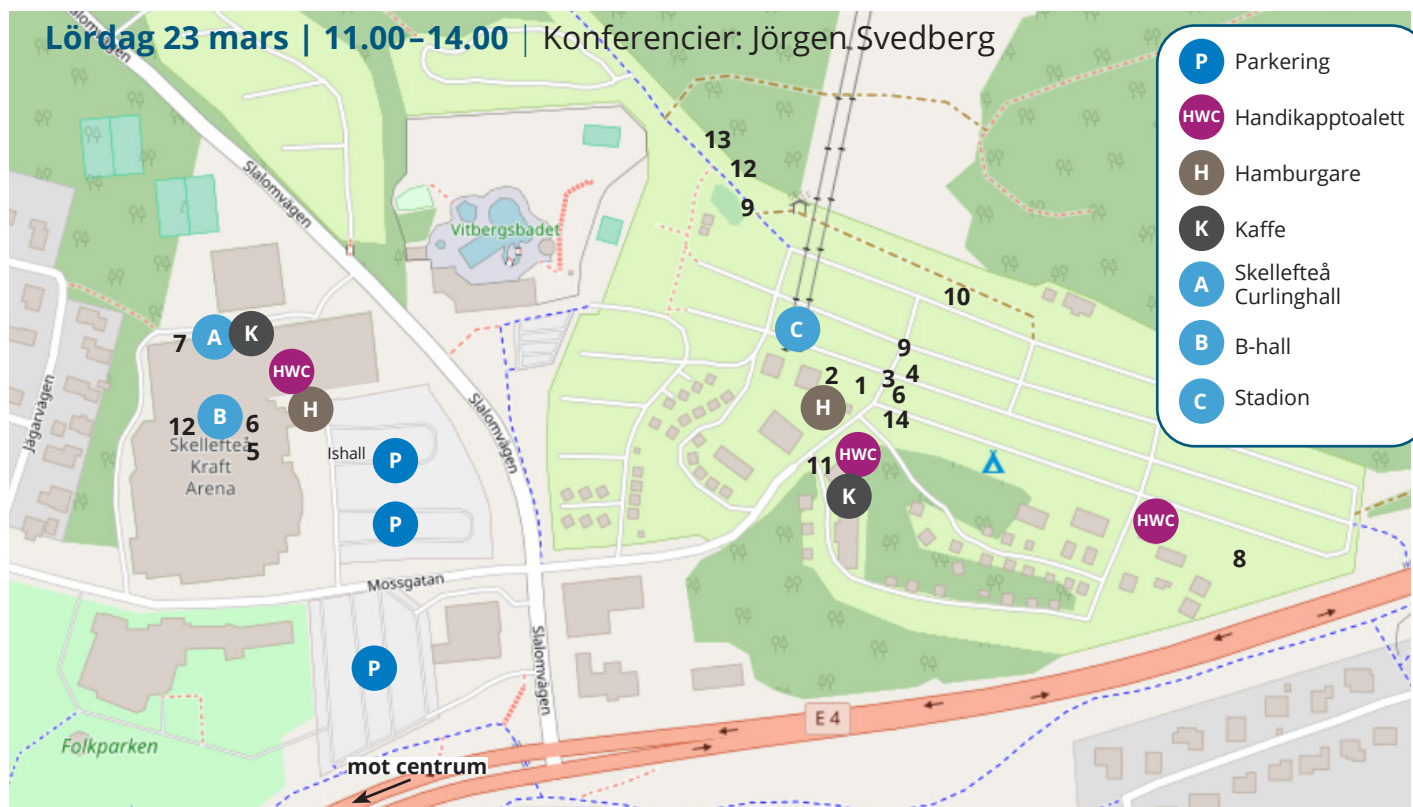 Lördag 23 mars | 11.00–14.00 | Konferencier: Jörgen Svedberg
P Parkering
HWC Handikapptoalett
H Hamburgare
K Kaffe
A Skellefteå
Curlinghall
B B-hall
C Stadion
Slalomvägen
13
12
9
Vitbergsbadet
10
7
A
K
C
9
HWC
2
1
3
4
6
H
14
H
B
12
6
5
Skellefteå
Kraft
Arena
Ishall
P
P
Jägarvägen
Slalomvägen
11
HWC
K
HWC
8
Mossgatan
Slalomvägen
P
E 4
Folkparken
mot centrum